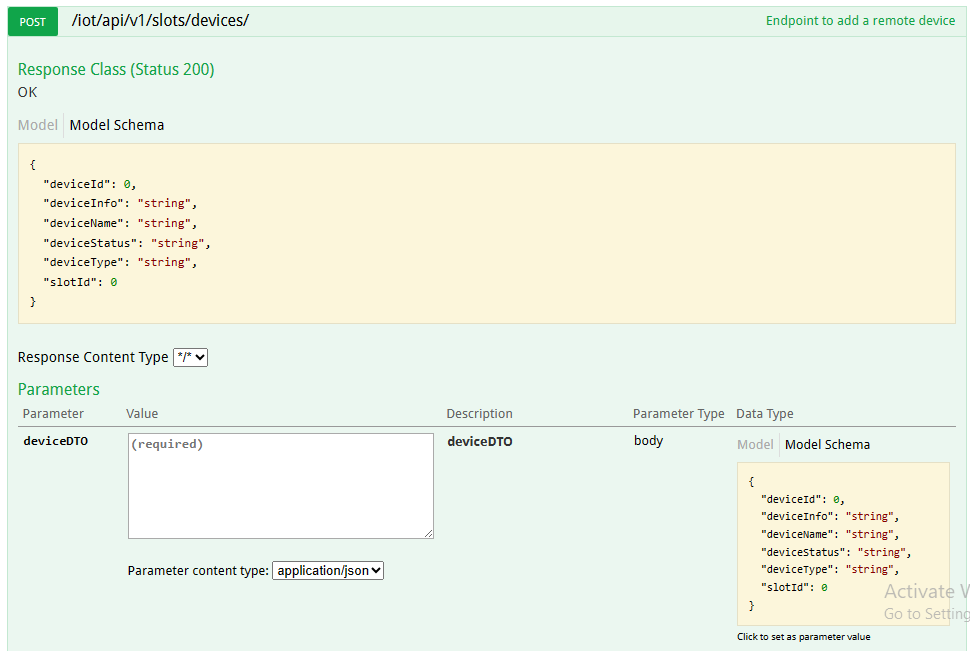 POST /iot/api/v1/slots/devices/ Endpoint to add a remote device
Response Class (Status 200)
OK
Model Model Schema
{
"deviceId": 0,
"deviceInfo": "string",
"deviceName": "string",
"deviceStatus": "string",
"deviceType": "string",
"slotId": 0
}
Response Content Type */*
Parameters
Parameter Value Description Parameter Type Data Type
deviceDTO (required) deviceDTO body Model Model Schema
{
"deviceId": 0,
"deviceInfo": "string",
"deviceName": "string",
"deviceStatus": "string",
"deviceType": "string",
"slotId": 0
}
Parameter content type: application/json
Click to set as parameter value
Activate
Go to Setting